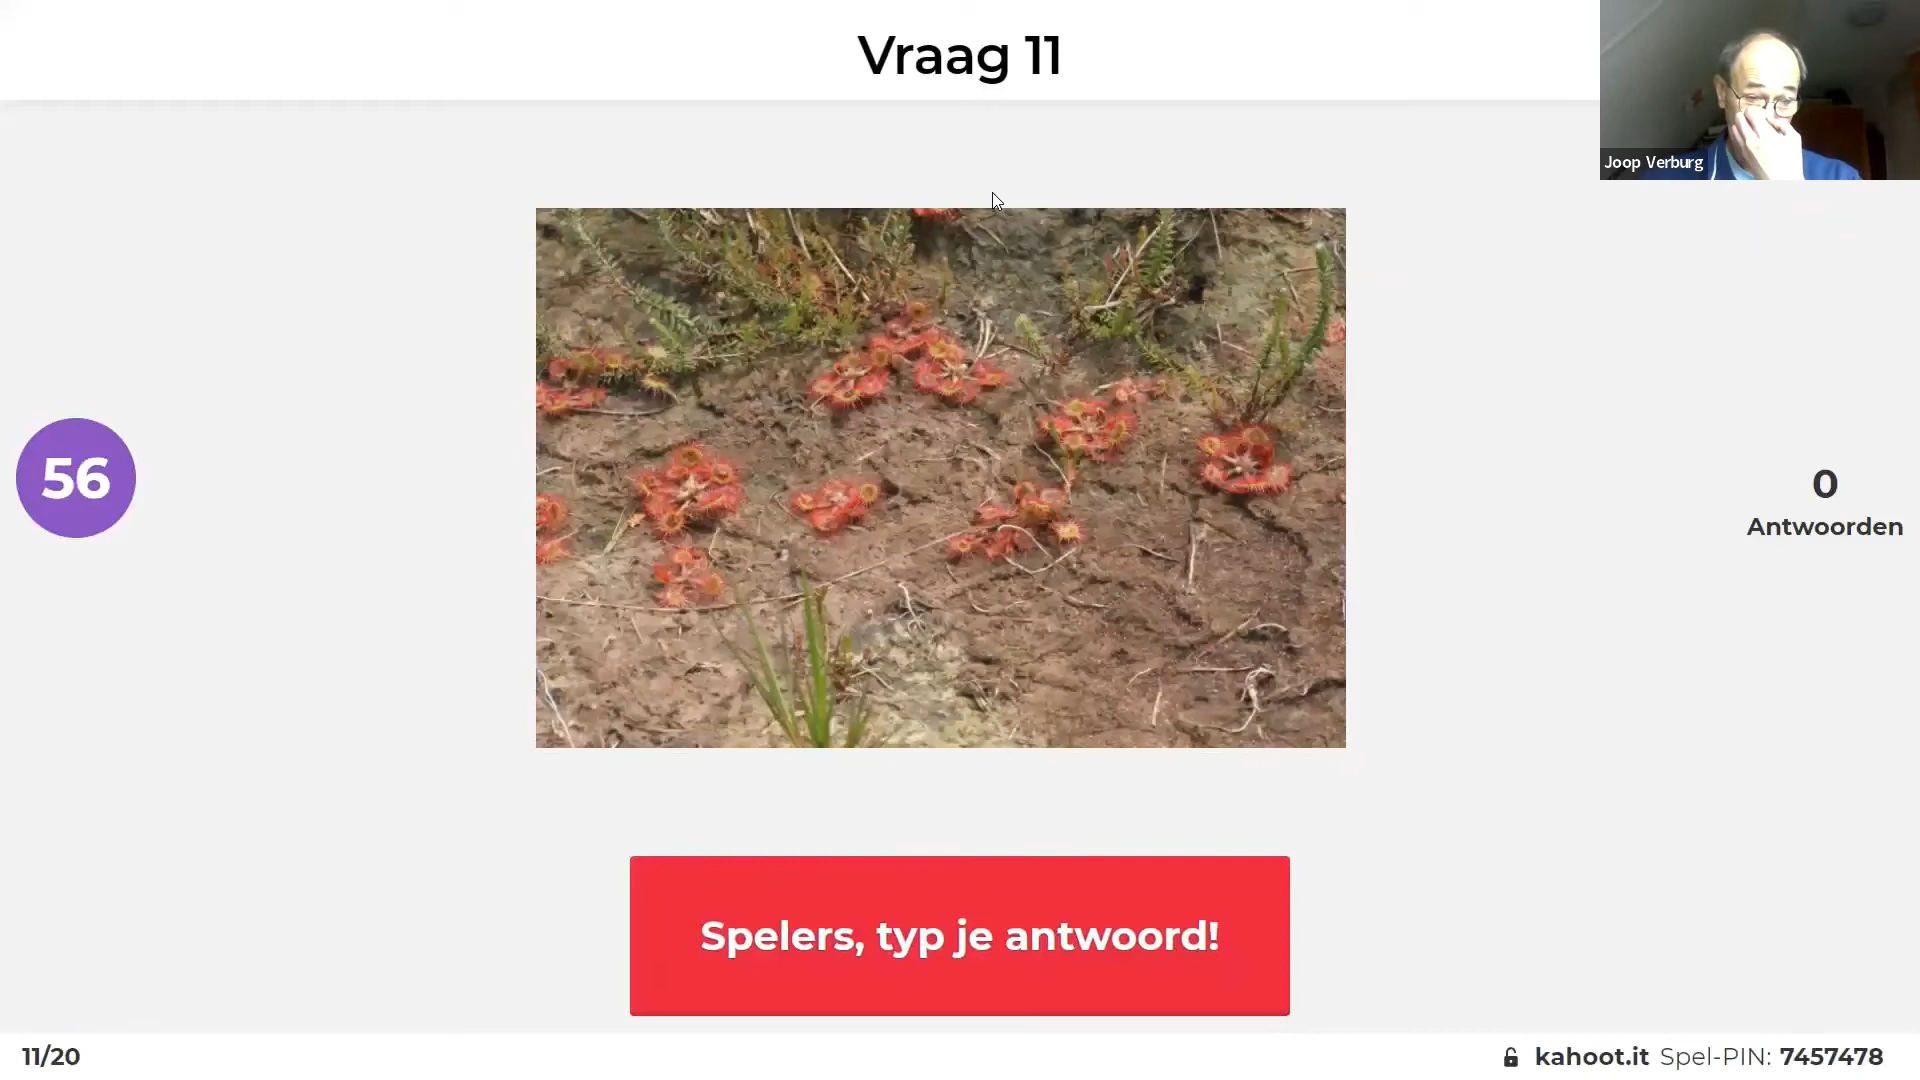 Vraag 11
Joop Verburg
56
0
Antwoorden
Spelers, typ je antwoord!
11/20
kahoot.it Spel-PIN: 7457478